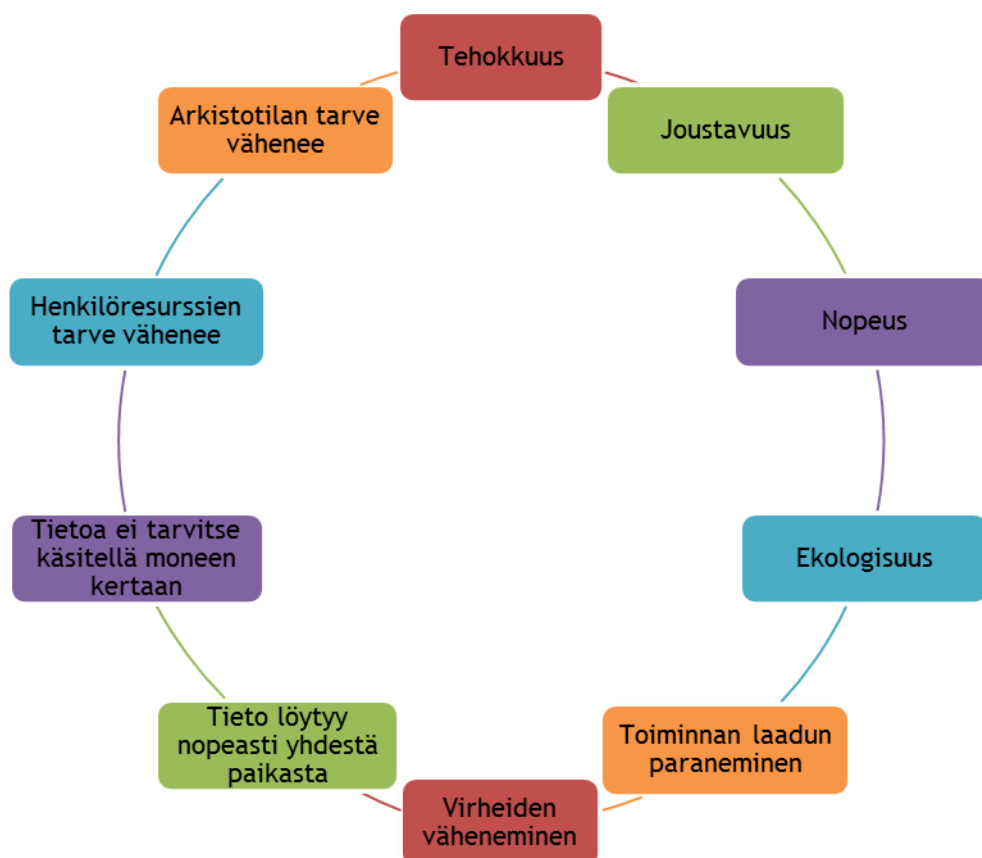 Tehokkuus
Joustavuus
Nopeus
Ekologisuus
Toiminnan laadun
paraneminen
Virheiden
väheneminen
Tieto löytyy
nopeasti yhdestä
paikasta
Tietoa ei tarvitse
käsitellä moneen
kertaan
Henkilöresurssien
tarve vähenee
Arkistotilan tarve
vähenee